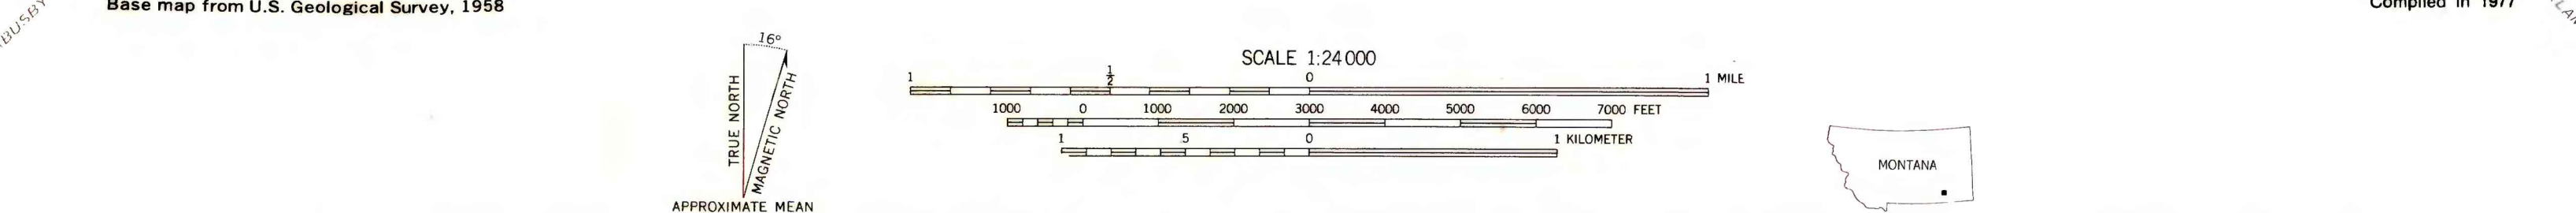 Base map from U.S. Geological Survey, 1958
Compiled in 1977
BUSBY
16°
TRUE NORTH
MAGNETIC NORTH
APPROXIMATE MEAN
SCALE 1:24 000
1 1/2 0 1 MILE
1000 0 1000 2000 3000 4000 5000 6000 7000 FEET
1 .5 0 1 KILOMETER
MONTANA